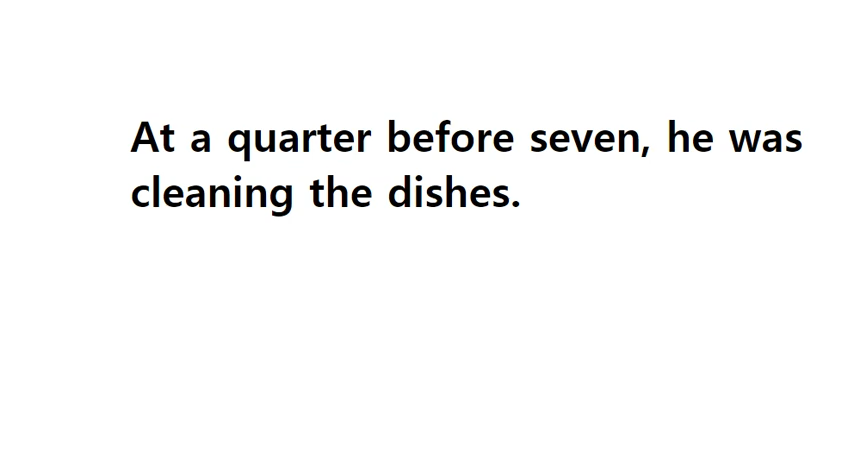 At a quarter before seven, he was
cleaning the dishes.